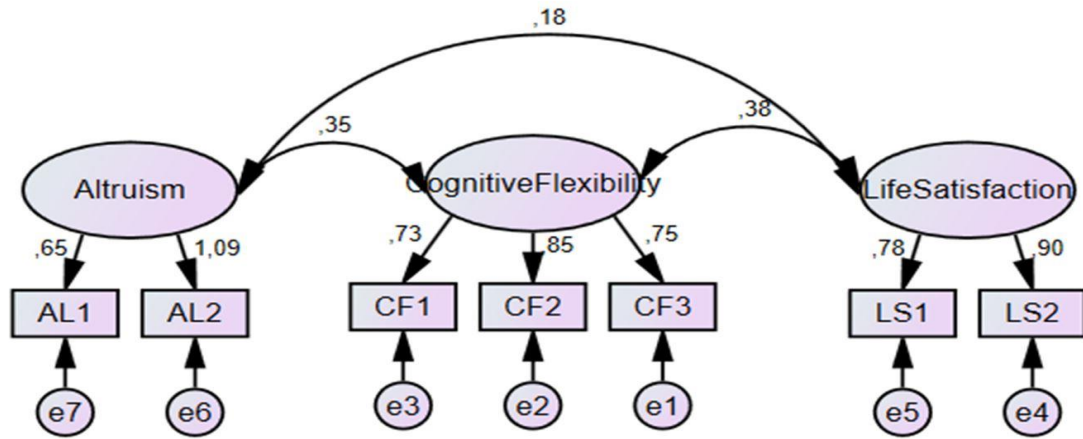 ,18
,35
,38
Altruism
CognitiveFlexibility
LifeSatisfaction
,65
1,09
,73
,85
,75
,78
,90
AL1
AL2
CF1
CF2
CF3
LS1
LS2
e7
e6
e3
e2
e1
e5
e4